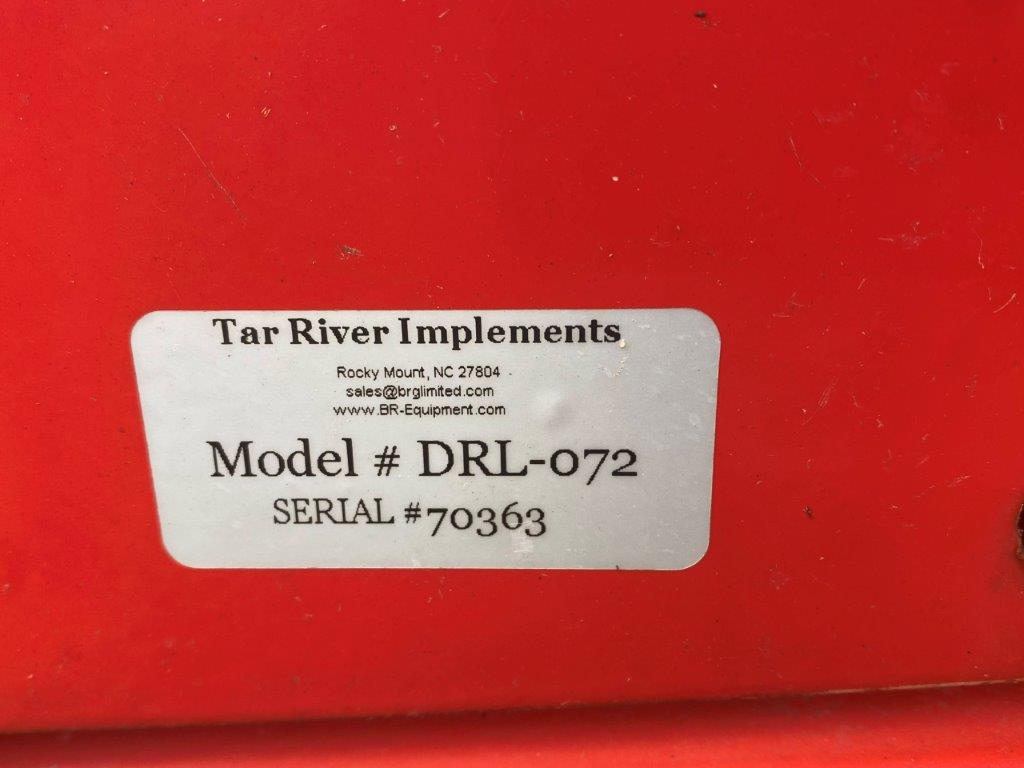 Tar River Implements
Rocky Mount, NC 27804
sales@brglimited.com
www.BR-Equipment.com
Model # DRL-072
SERIAL #70363